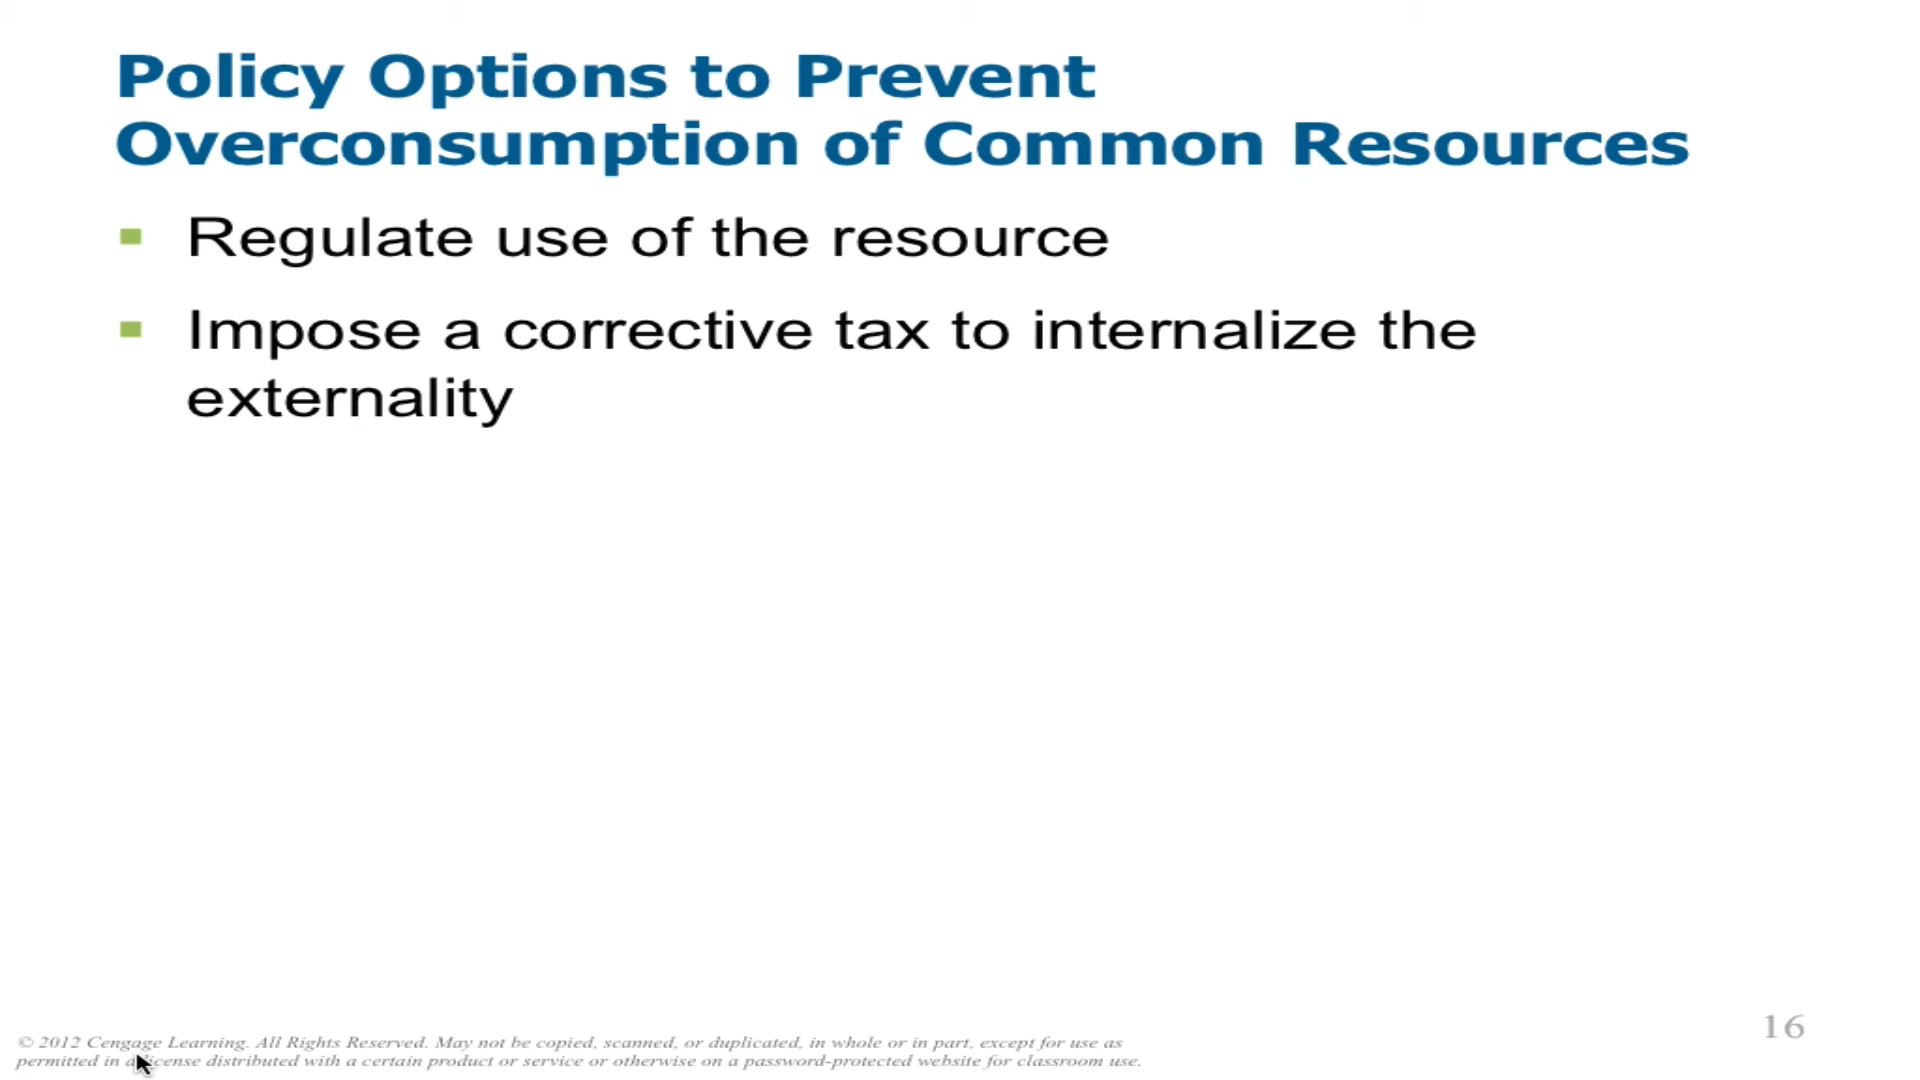 Policy Options to Prevent
Overconsumption of Common Resources
Regulate use of the resource
Impose a corrective tax to internalize the
externality
16
© 2012 Cengage Learning. All Rights Reserved. May not be copied, scanned, or duplicated, in whole or in part, except for use as
permitted in a license distributed with a certain product or service or otherwise on a password-protected website for classroom use.